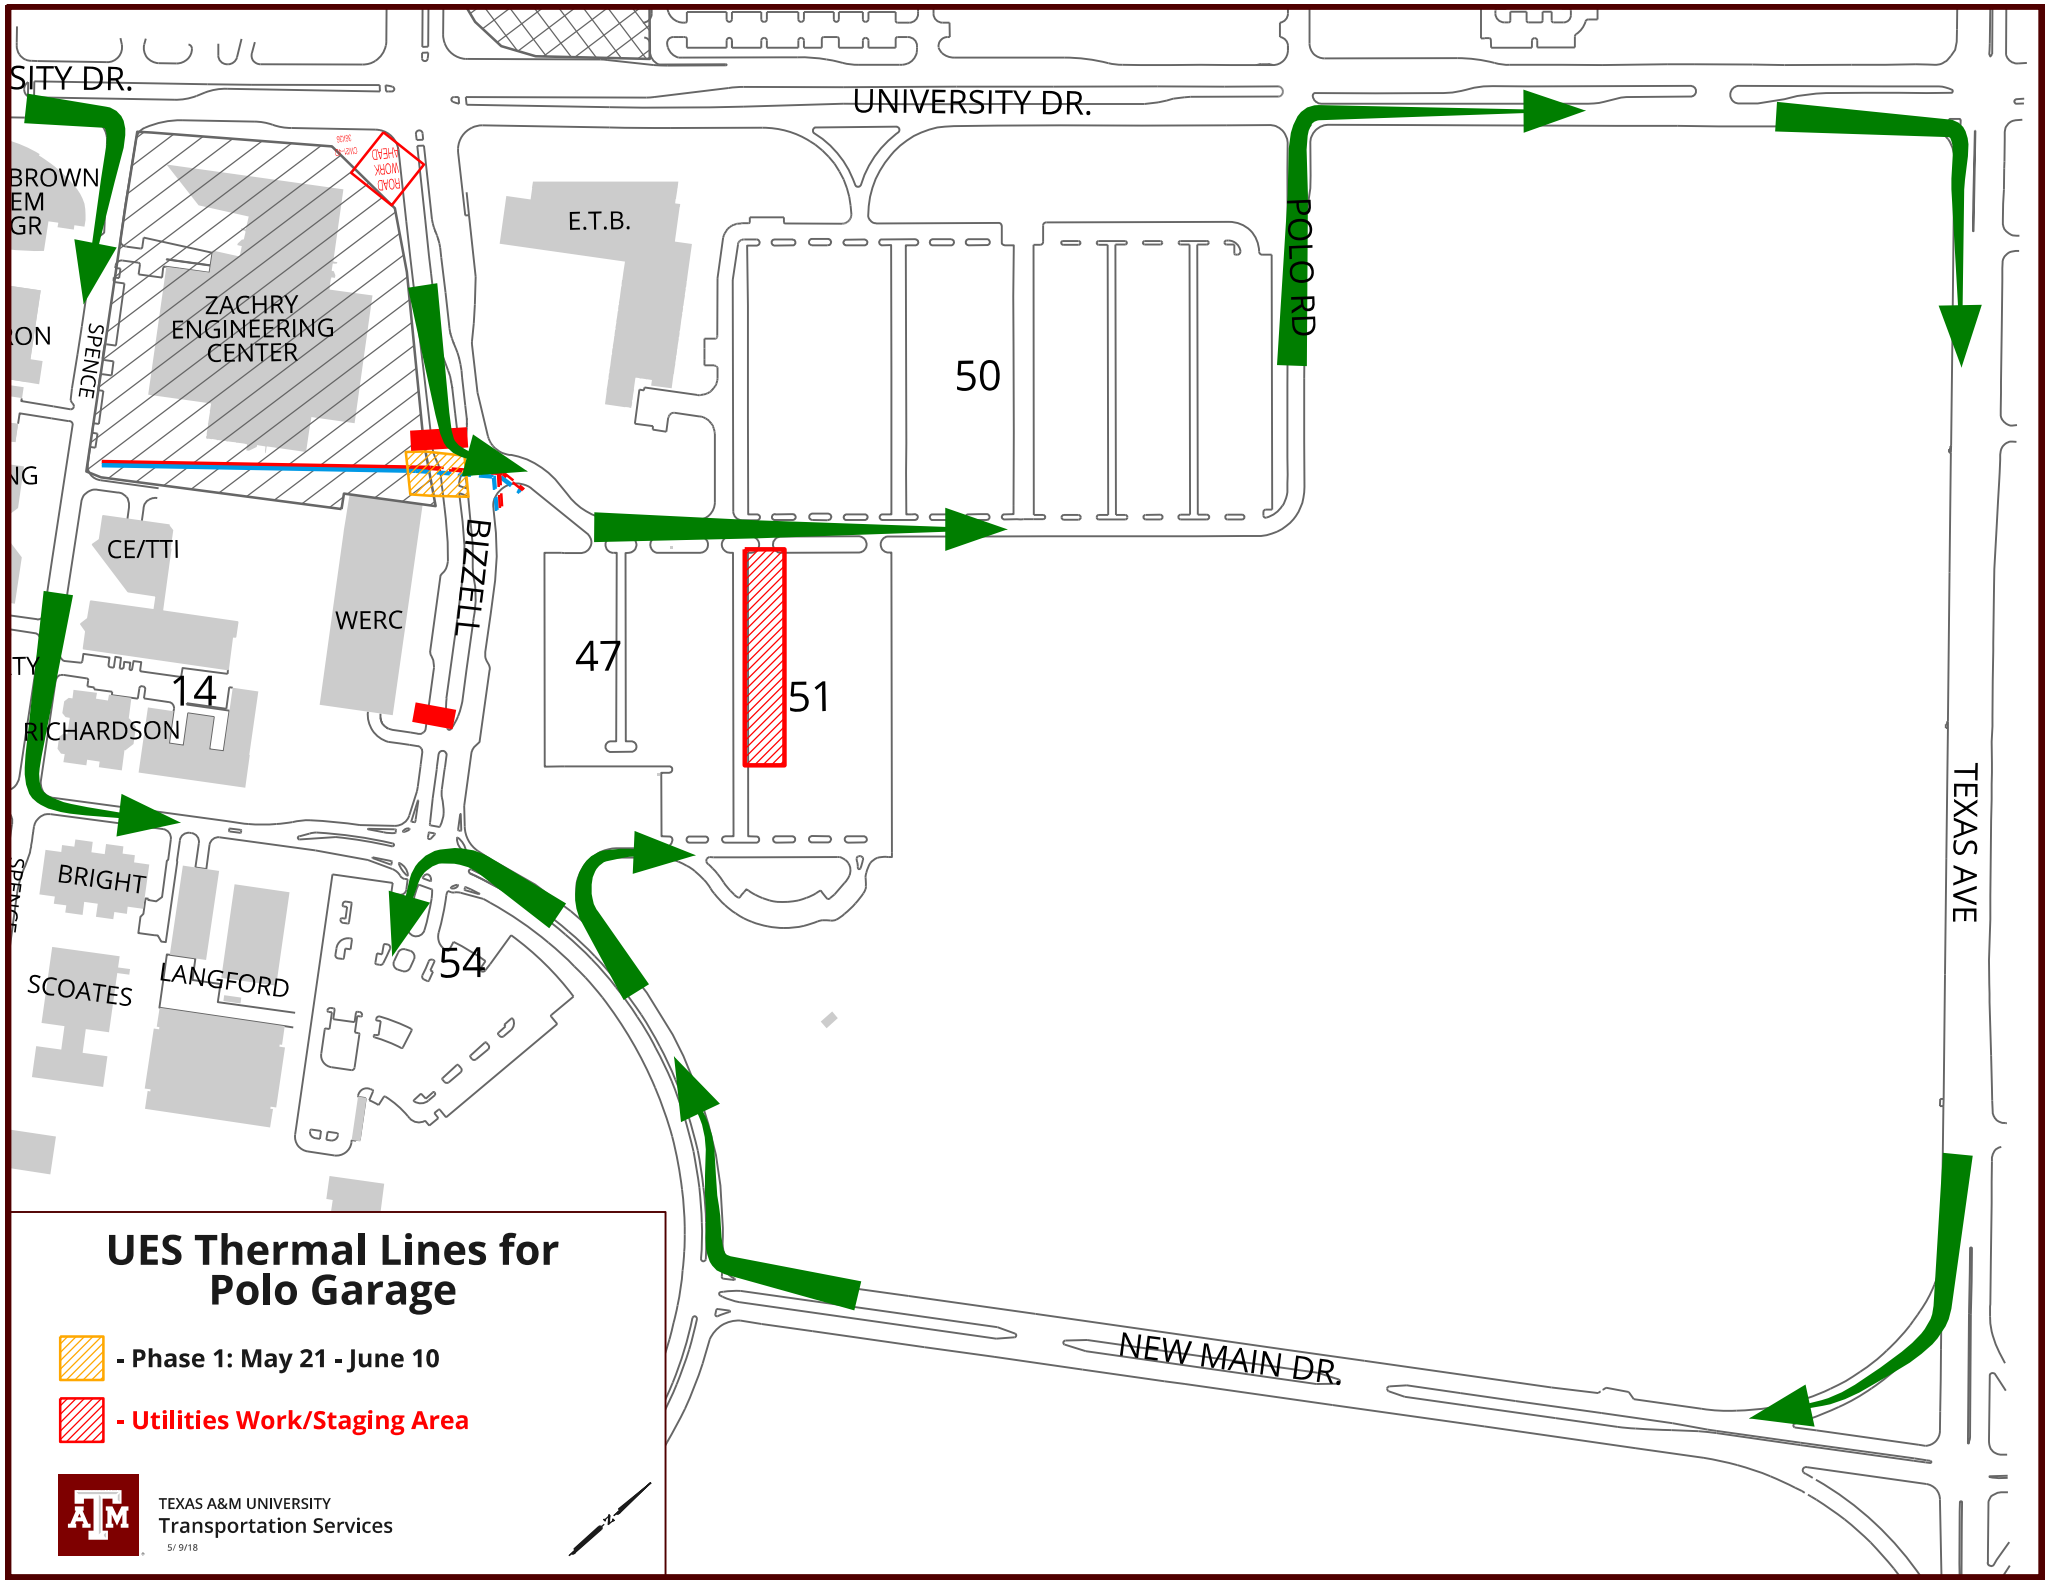 SITY DR.
UNIVERSITY DR.
ROAD
WORK
AHEAD
BROWN
EM
GR
E.T.B.
POLO RD
ZACHRY
ENGINEERING
CENTER
RON
SPENCE
50
NG
BIZZELL
CE/TTI
WERC
47
51
TY
14
RICHARDSON
TEXAS AVE
BRIGHT
SPENCE
54
SCOATES
LANGFORD
NEW MAIN DR.
UES Thermal Lines for
Polo Garage
- Phase 1: May 21 - June 10
- Utilities Work/Staging Area
ATM
TEXAS A&M UNIVERSITY
Transportation Services
5/ 9/18
N